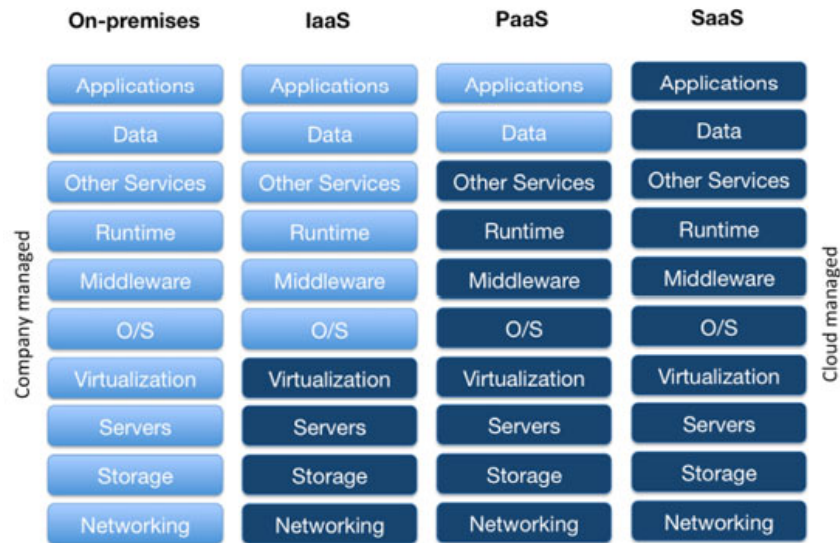 On-premises IaaS PaaS SaaS
Applications Applications Applications Applications
Data Data Data Data
Other Services Other Services Other Services Other Services
Runtime Runtime Runtime Runtime
Middleware Middleware Middleware Middleware
O/S O/S O/S O/S
Virtualization Virtualization Virtualization Virtualization
Servers Servers Servers Servers
Storage Storage Storage Storage
Networking Networking Networking Networking
Company managed
Cloud managed